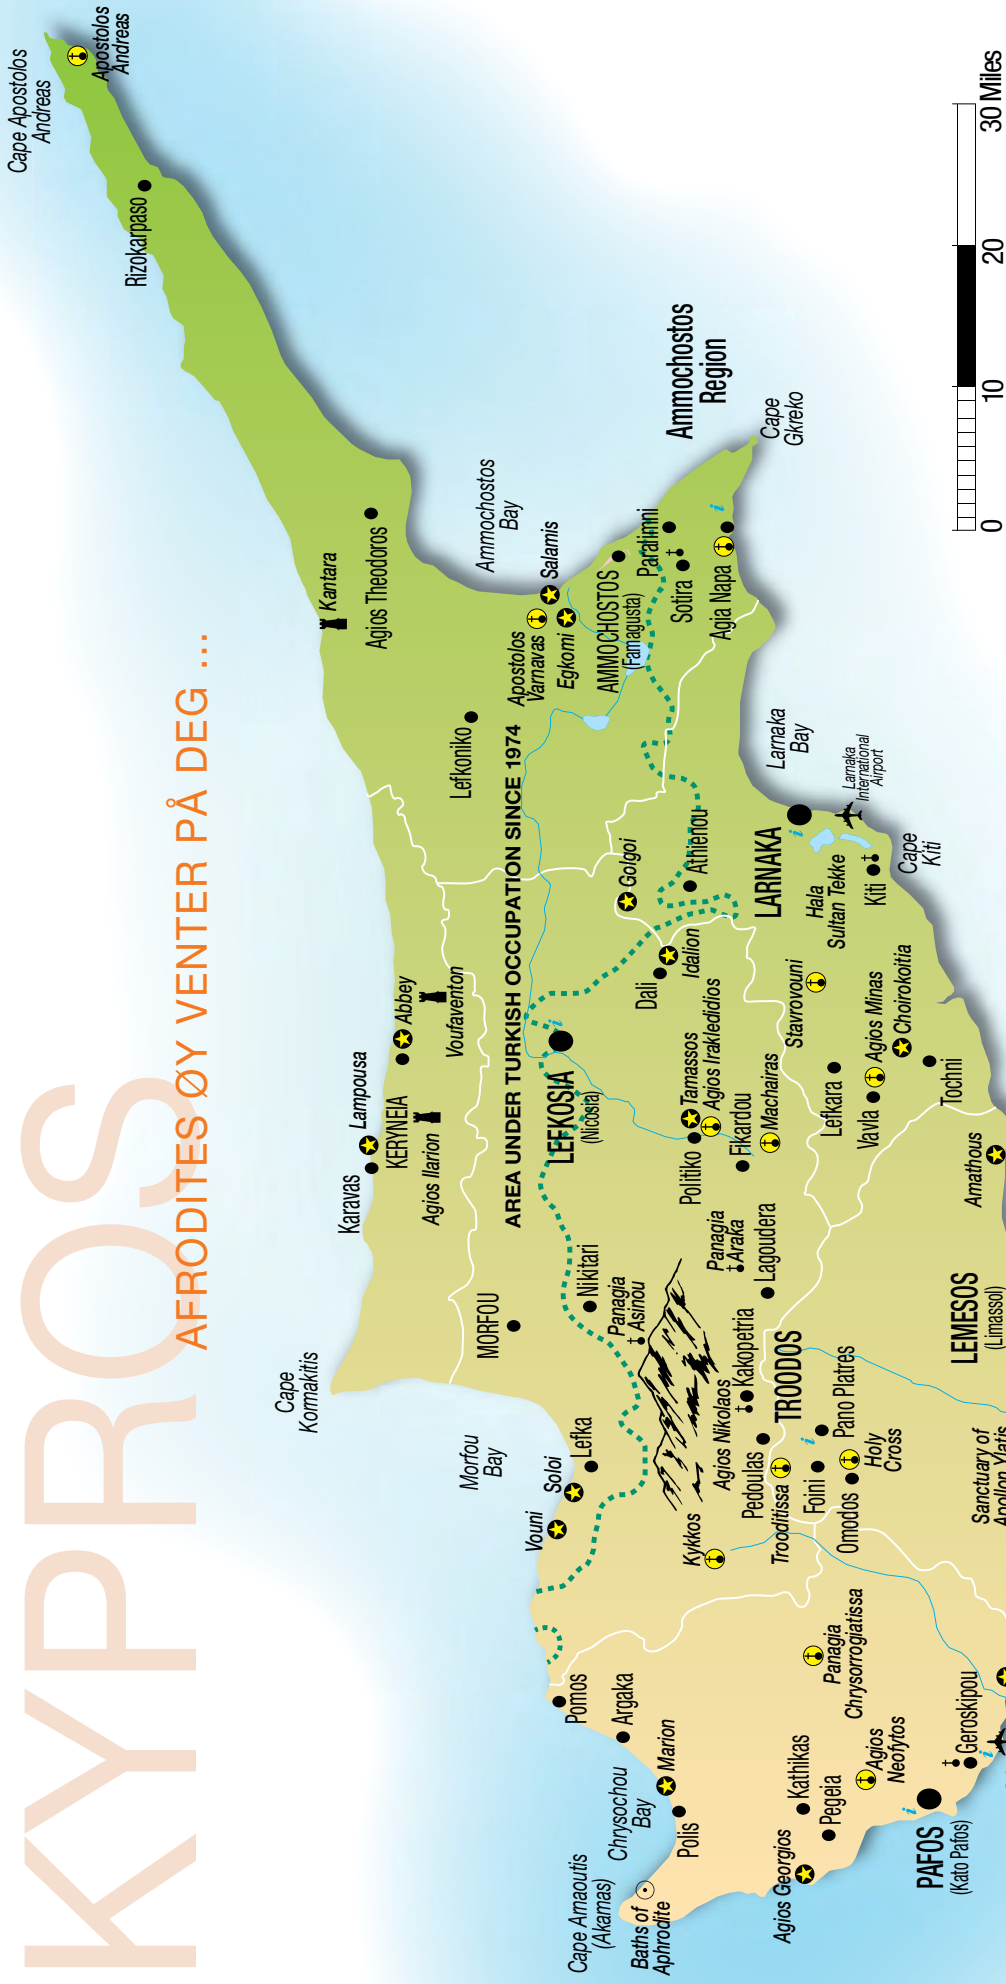 KYPROS
AFRODITES ØY VENTER PÅ DEG ...
Cape Apostolos
Andreas
Apostolos
Andreas
Rizokarpaso
Kantara
Agios Theodoros
Ammochostos
Bay
Lefkoniko
Apostolos
Varnavas
Salamis
Egkomi
AMMOCHOSTOS
(Famagusta)
Ammochostos
Region
Paralimni
Sotira
Agia Napa
Cape
Gkreko
Cape
Kormakitis
Karavas
Lampousa
KERYNEIA
Abbey
Agios Ilarion
Voufaventon
AREA UNDER TURKISH OCCUPATION SINCE 1974
MORFOU
Morfou
Bay
Soloi
Vouni
Lefka
Nikitari
Panagia
Asinou
LEFKOSIA
(Nicosia)
Golgoi
Athienou
Dali
Idalion
Tamassos
Agios Irakledidios
Politiko
Fikardou
Machairas
Panagia
Araka
Lagoudera
Kakopetria
Agios Nikolaos
TROODOS
Pedoulas
Kykkos
Trooditissa
Foini
Pano Platres
Omodos
Holy
Cross
Larnaka
Bay
LARNAKA
Larnaka
International
Airport
Hala
Sultan Tekke
Kiti
Cape
Kiti
Stavrovouni
Lefkara
Agios Minas
Vavla
Choirokoitia
Tochni
Amathous
LEMESOS
(Limassol)
Sanctuary of
Apollon Ylatis
Pomos
Argaka
Marion
Polis
Chrysochou
Bay
Cape Arnaoutis
(Akamas)
Baths of
Aphrodite
Kathikas
Pegeia
Agios Georgios
Panagia
Chrysorrogiatissa
Agios
Neofytos
PAFOS
(Kato Pafos)
Geroskipou
0 10 20 30 Miles